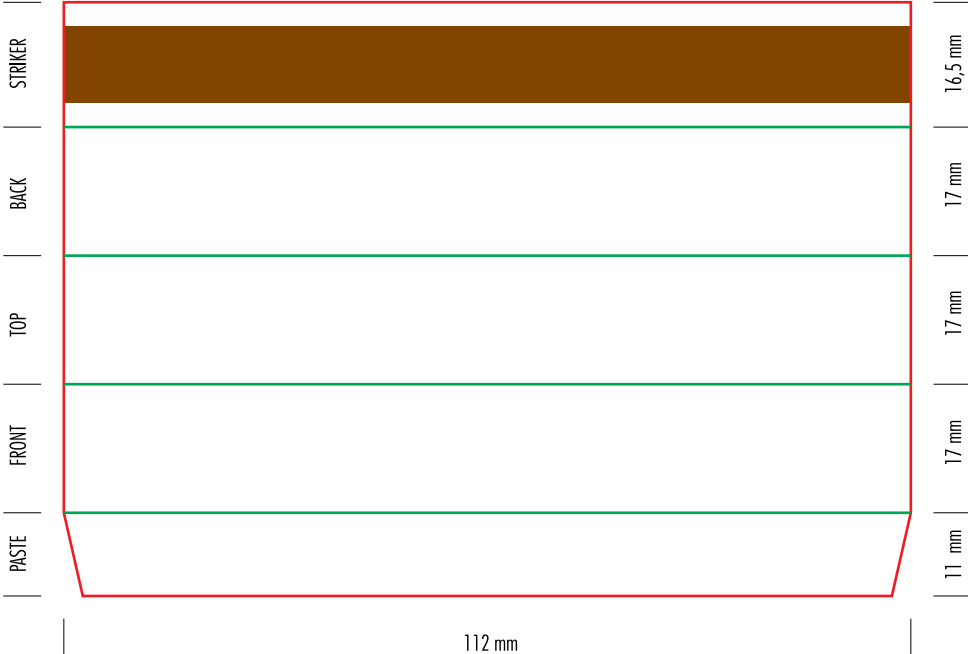 STRIKER
16,5 mm
BACK
17 mm
TOP
17 mm
FRONT
17 mm
PASTE
11 mm
112 mm